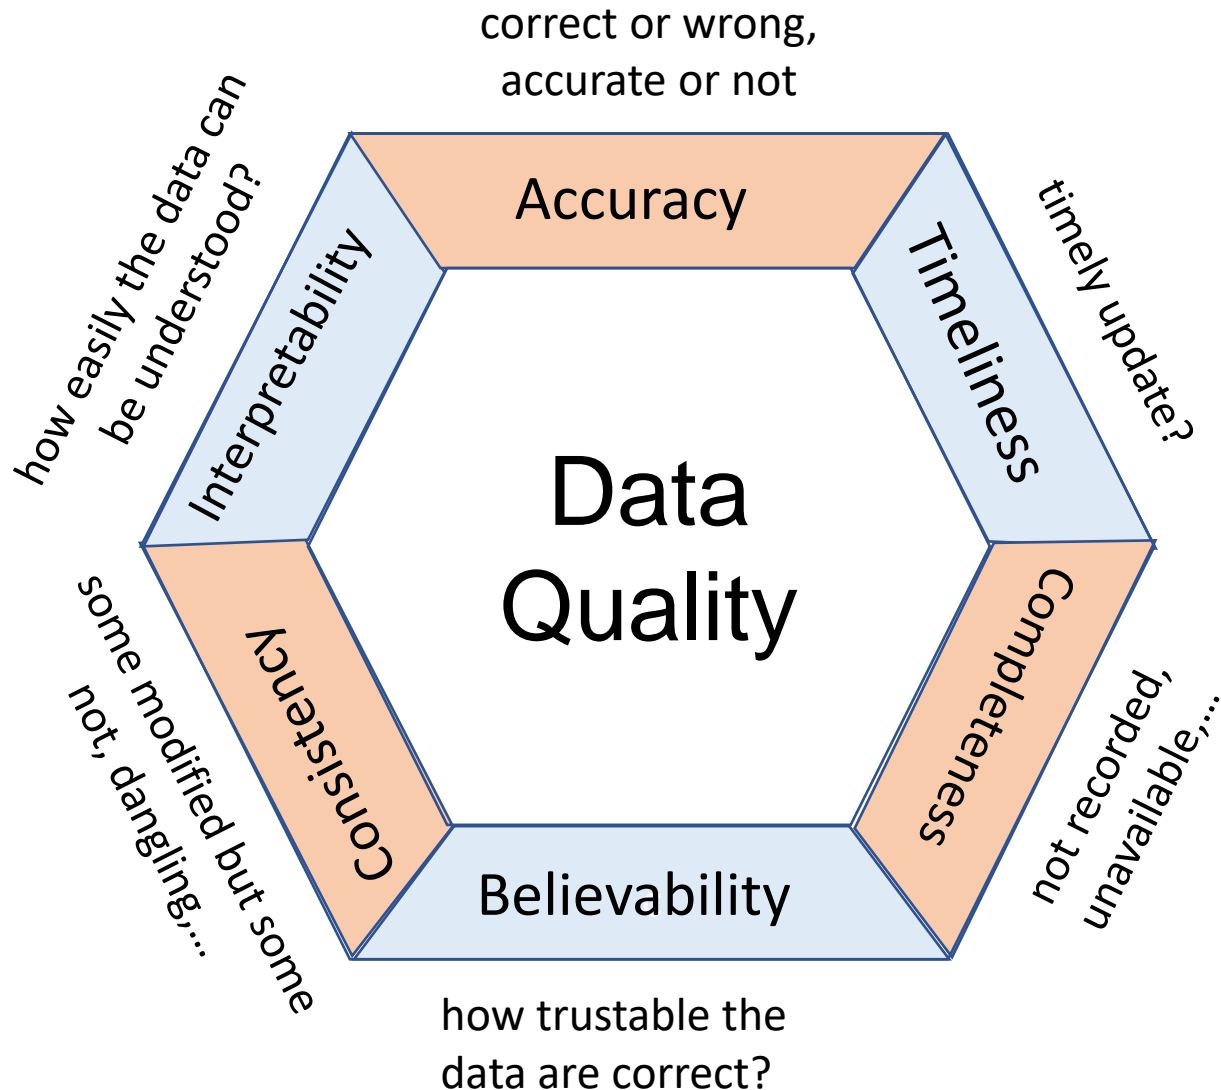 correct or wrong,
accurate or not
Accuracy
Timeliness
timely update?
Completeness
not recorded,
unavailable,...
Believability
how trustable the
data are correct?
Consistency
some modified but some
not, dangling,...
Interpretability
how easily the data can
be understood?
Data
Quality